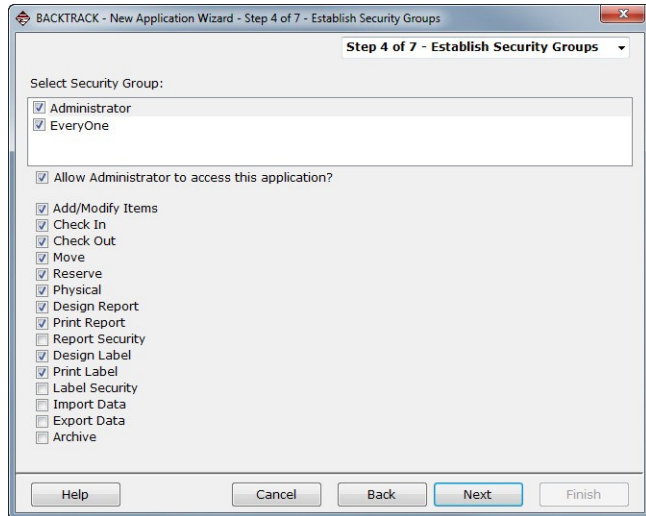 BACKTRACK - New Application Wizard - Step 4 of 7 - Establish Security Groups
Step 4 of 7 - Establish Security Groups
Select Security Group:
Administrator
EveryOne
Allow Administrator to access this application?
Add/Modify Items
Check In
Check Out
Move
Reserve
Physical
Design Report
Print Report
Report Security
Design Label
Print Label
Label Security
Import Data
Export Data
Archive
Help Cancel Back Next Finish